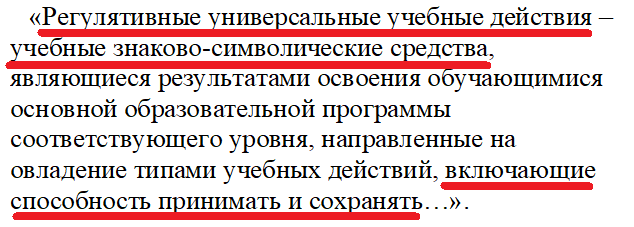 «Регулятивные универсальные учебные действия –
учебные знаково-символические средства,
являющиеся результатами освоения обучающимися
основной образовательной программы
соответствующего уровня, направленные на
овладение типами учебных действий, включающие
способность принимать и сохранять…».